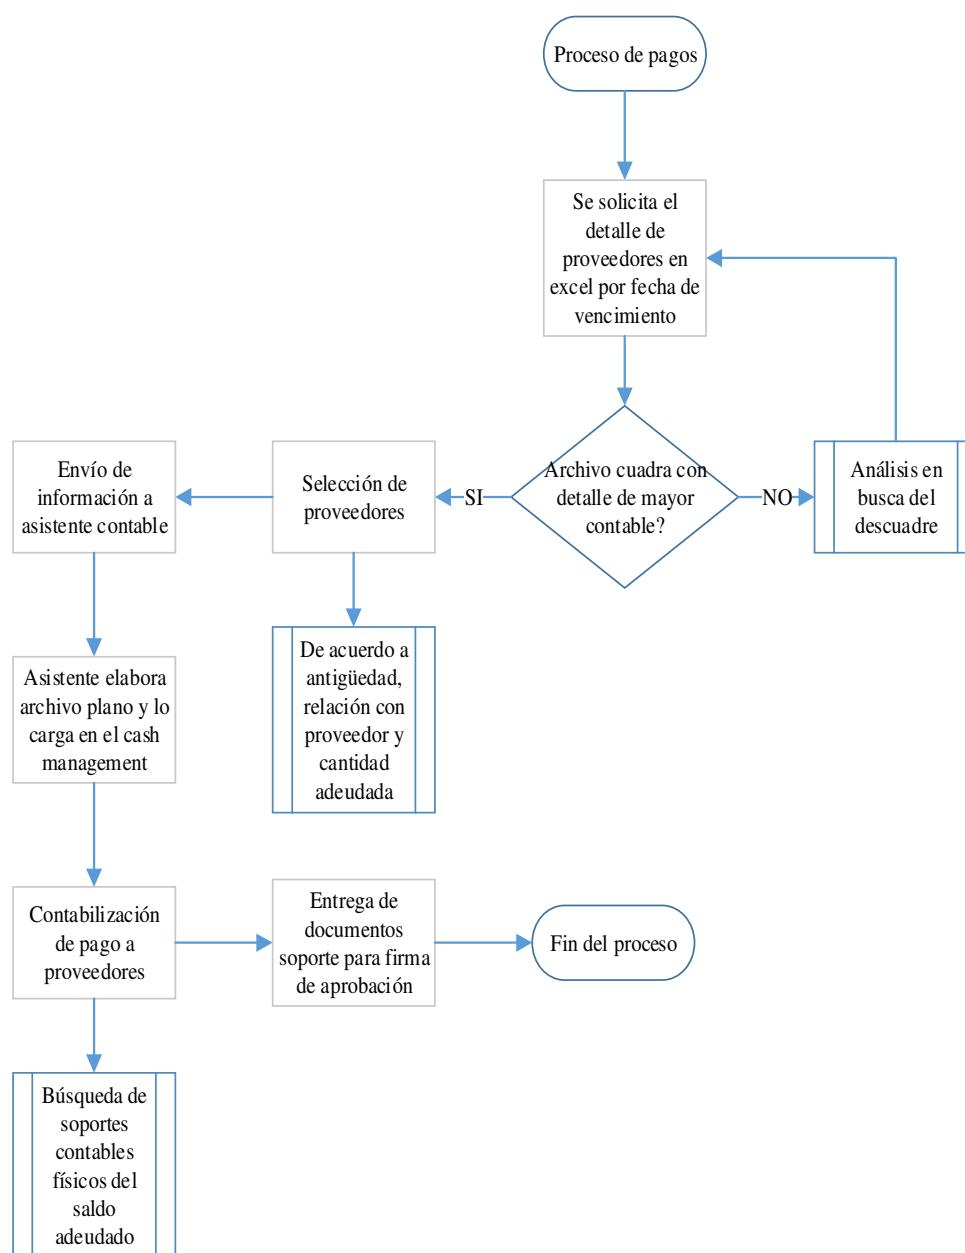 Proceso de pagos
Se solicita el
detalle de
proveedores en
excel por fecha de
vencimiento
Archivo cuadra con
detalle de mayor
contable?
SI
NO
Análisis en
busca del
descuadre
Selección de
proveedores
Envío de
información a
asistente contable
De acuerdo a
antigüedad,
relación con
proveedor y
cantidad
adeudada
Asistente elabora
archivo plano y lo
carga en el cash
management
Contabilización
de pago a
proveedores
Entrega de
documentos
soporte para firma
de aprobación
Fin del proceso
Búsqueda de
soportes
contables
físicos del
saldo
adeudado